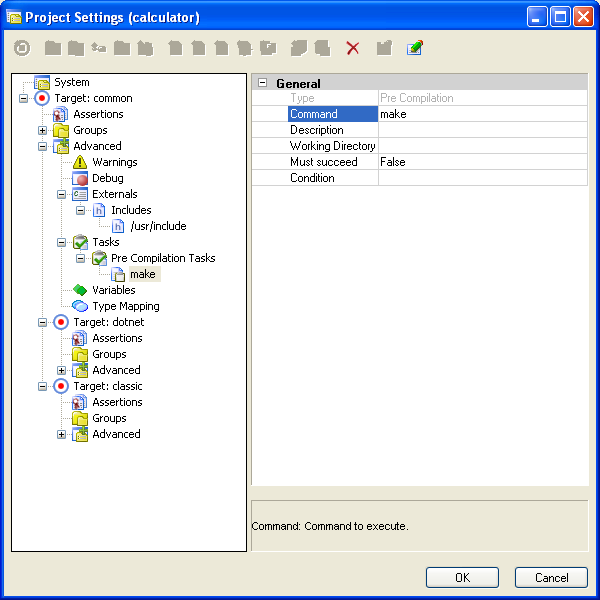 Project Settings (calculator)
System
Target: common
Assertions
Groups
Advanced
Warnings
Debug
Externals
Includes
/usr/include
Tasks
Pre Compilation Tasks
make
Variables
Type Mapping
Target: dotnet
Assertions
Groups
Advanced
Target: classic
Assertions
Groups
Advanced
General
Type Pre Compilation
Command make
Description
Working Directory
Must succeed False
Condition
Command: Command to execute.
OK Cancel